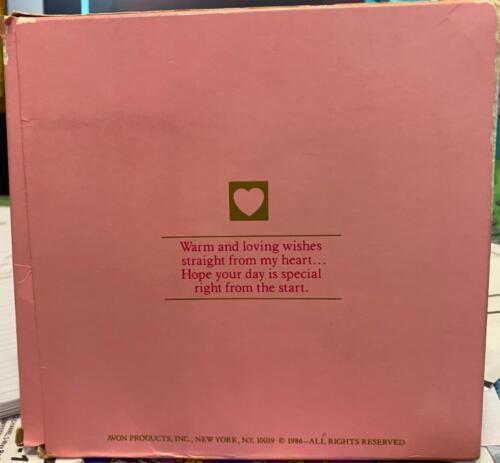 Warm and loving wishes
straight from my heart...
Hope your day is special
right from the start.
AVON PRODUCTS, INC., NEW YORK, N.Y. 10019 © 1986—ALL RIGHTS RESERVED